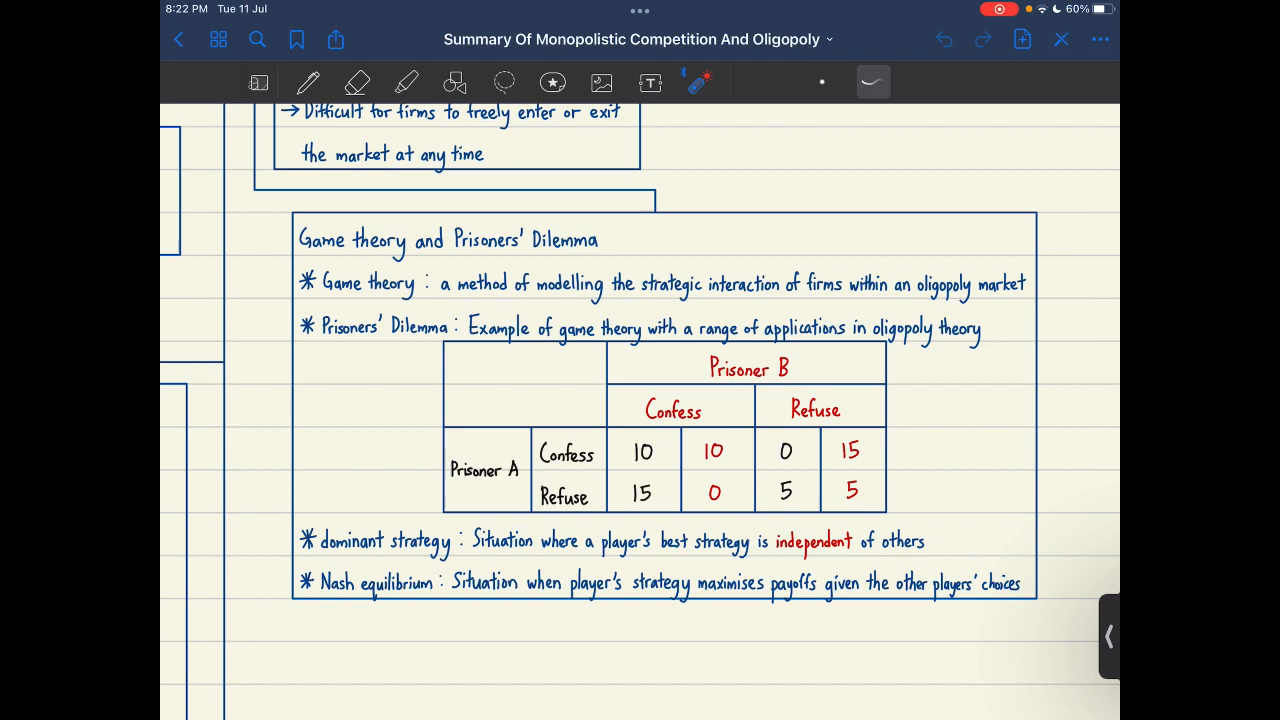 8:22 PM Tue 11 Jul
60%
Summary Of Monopolistic Competition And Oligopoly
→ Difficult for firms to freely enter or exit
the market at any time
Game theory and Prisoners' Dilemma
* Game theory : a method of modelling the strategic interaction of firms within an oligopoly market
* Prisoners' Dilemma : Example of game theory with a range of applications in oligopoly theory
Prisoner B
Confess Refuse
Prisoner A
Confess 10 10 0 15
Refuse 15 0 5 5
* dominant strategy : Situation where a player's best strategy is independent of others
* Nash equilibrium : Situation when player's strategy maximises payoffs given the other players' choices